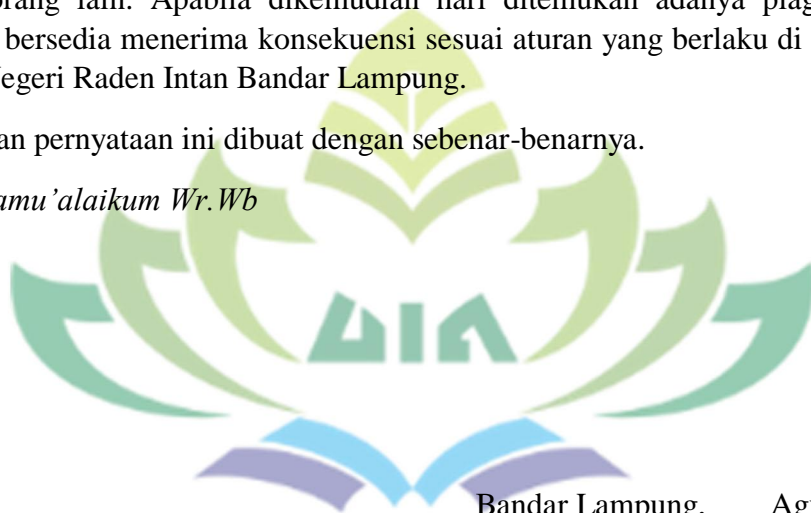 orang lain. Apabila dikemudian hari ditemukan adanya plag
bersedia menerima konsekuensi sesuai aturan yang berlaku di
Negeri Raden Intan Bandar Lampung.
an pernyataan ini dibuat dengan sebenar-benarnya.
amu’alaikum Wr.Wb
UIN
Bandar Lampung, Ag